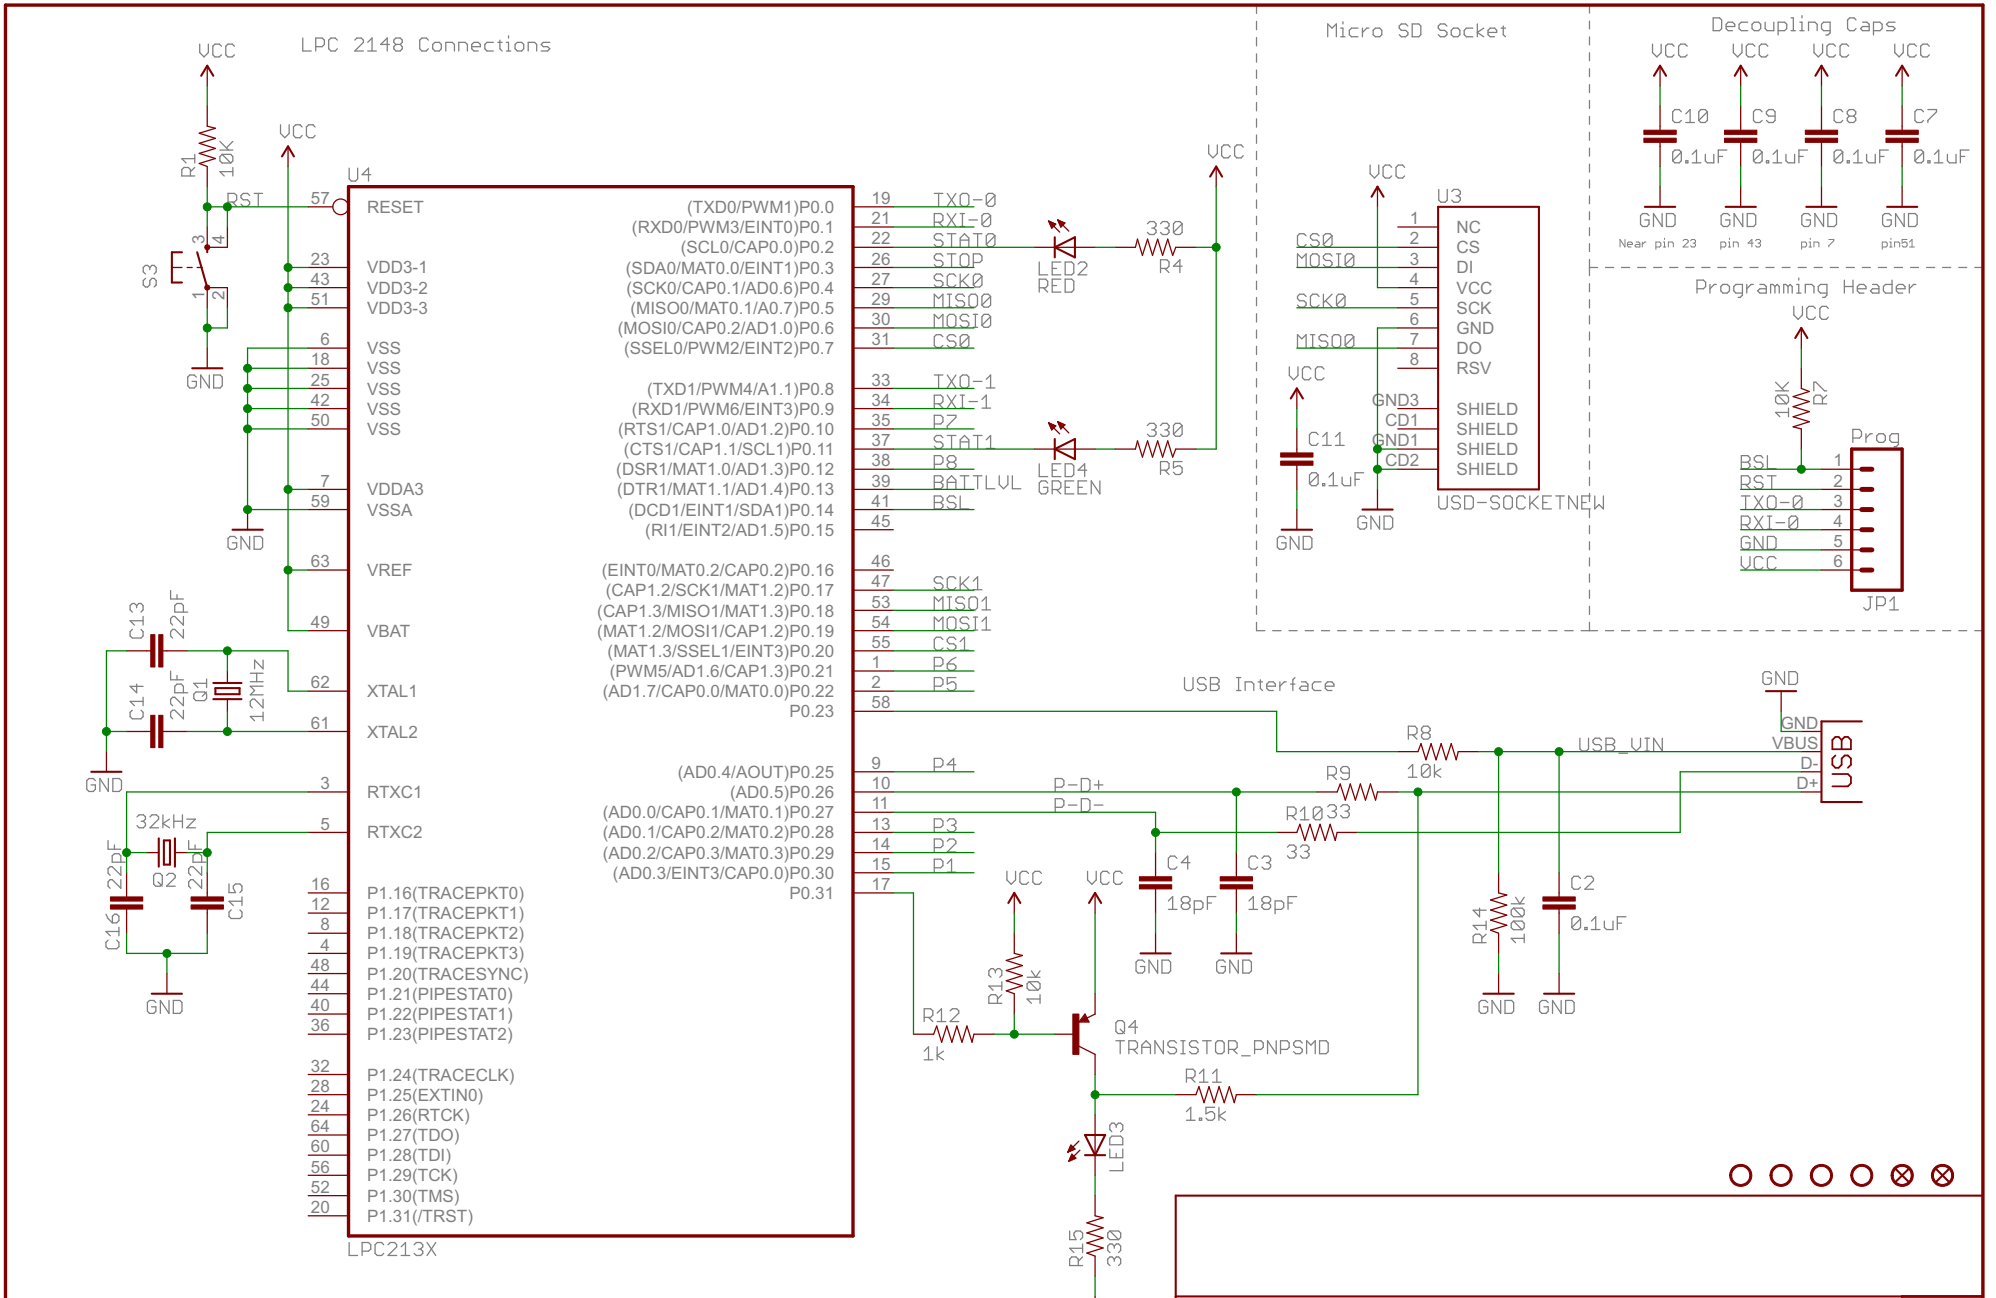 LPC 2148 Connections
VCC
R1
10K
RST
S3
3
4
1
2
GND
VCC
U4
57 RESET
23 VDD3-1
43 VDD3-2
51 VDD3-3
6 VSS
18 VSS
25 VSS
42 VSS
50 VSS
7 VDDA3
59 VSSA
GND
63 VREF
49 VBAT
62 XTAL1
61 XTAL2
3 RTXC1
5 RTXC2
16 P1.16(TRACEPKT0)
12 P1.17(TRACEPKT1)
8 P1.18(TRACEPKT2)
4 P1.19(TRACEPKT3)
48 P1.20(TRACESYNC)
44 P1.21(PIPESTAT0)
40 P1.22(PIPESTAT1)
36 P1.23(PIPESTAT2)
32 P1.24(TRACECLK)
28 P1.25(EXTIN0)
24 P1.26(RTCK)
64 P1.27(TDO)
60 P1.28(TDI)
56 P1.29(TCK)
52 P1.30(TMS)
20 P1.31(/TRST)
LPC213X
C13
22pF
C14
22pF
Q1
12MHz
GND
32kHz
Q2
22pF
C16
22pF
C15
GND
(TXD0/PWM1)P0.0 19 TXO-0
(RXD0/PWM3/EINT0)P0.1 21 RXI-0
(SCL0/CAP0.0)P0.2 22 STAT0
(SDA0/MAT0.0/EINT1)P0.3 26 STOP
(SCK0/CAP0.1/AD0.6)P0.4 27 SCK0
(MISO0/MAT0.1/A0.7)P0.5 29 MISO0
(MOSI0/CAP0.2/AD1.0)P0.6 30 MOSI0
(SSEL0/PWM2/EINT2)P0.7 31 CS0
(TXD1/PWM4/A1.1)P0.8 33 TXO-1
(RXD1/PWM6/EINT3)P0.9 34 RXI-1
(RTS1/CAP1.0/AD1.2)P0.10 35 P7
(CTS1/CAP1.1/SCL1)P0.11 37 STAT1
(DSR1/MAT1.0/AD1.3)P0.12 38 P8
(DTR1/MAT1.1/AD1.4)P0.13 39 BATTLVL
(DCD1/EINT1/SDA1)P0.14 41 BSL
(RI1/EINT2/AD1.5)P0.15 45
(EINT0/MAT0.2/CAP0.2)P0.16 46
(CAP1.2/SCK1/MAT1.2)P0.17 47 SCK1
(CAP1.3/MISO1/MAT1.3)P0.18 53 MISO1
(MAT1.2/MOSI1/CAP1.2)P0.19 54 MOSI1
(MAT1.3/SSEL1/EINT3)P0.20 55 CS1
(PWM5/AD1.6/CAP1.3)P0.21 1 P6
(AD1.7/CAP0.0/MAT0.0)P0.22 2 P5
P0.23 58
(AD0.4/AOUT)P0.25 9 P4
(AD0.5)P0.26 10 P-D+
(AD0.0/CAP0.1/MAT0.1)P0.27 11 P-D-
(AD0.1/CAP0.2/MAT0.2)P0.28 13 P3
(AD0.2/CAP0.3/MAT0.3)P0.29 14 P2
(AD0.3/EINT3/CAP0.0)P0.30 15 P1
P0.31 17
VCC
LED2
RED
330
R4
LED4
GREEN
330
R5
Micro SD Socket
VCC
U3
1 NC
CS0 2 CS
MOSI0 3 DI
4 VCC
SCK0 5 SCK
6 GND
MISO0 7 DO
8 RSV
GND3 SHIELD
CD1 SHIELD
GND1 SHIELD
CD2 SHIELD
USD-SOCKETNEW
VCC
C11
0.1uF
GND
GND
Decoupling Caps
VCC VCC VCC VCC
C10 C9 C8 C7
0.1uF 0.1uF 0.1uF 0.1uF
GND GND GND GND
Near pin 23 pin 43 pin 7 pin51
Programming Header
VCC
10K
R7
Prog
BSL 1
RST 2
TXO-0 3
RXI-0 4
GND 5
VCC 6
JP1
USB Interface
GND
GND
VBUS
D-
D+
USB
USB_VIN
R8
10k
R9
33
R10
33
C4
18pF
GND
C3
18pF
GND
R14
100k
GND
C2
0.1uF
GND
VCC
VCC
R13
10k
R12
1k
Q4
TRANSISTOR_PNPSMD
R11
1.5k
LED3
R15
330